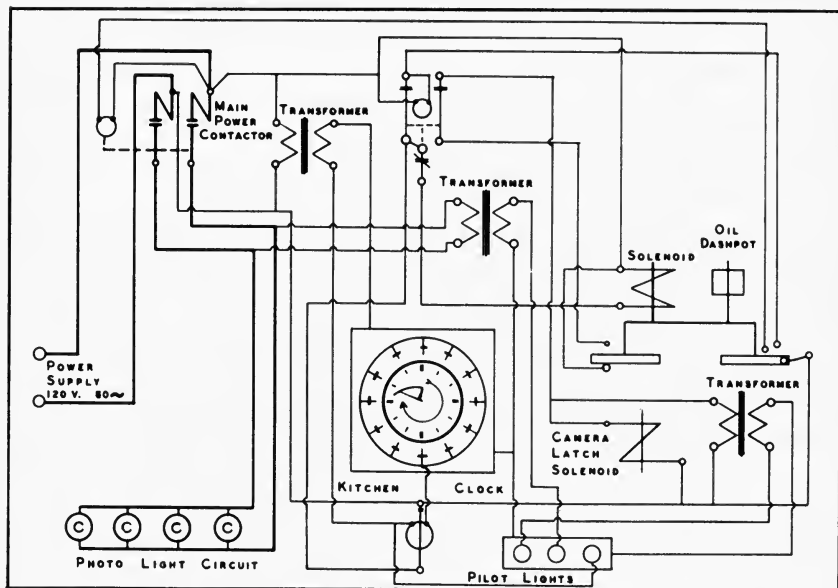 MAIN
POWER
CONTACTOR
TRANSFORMER
TRANSFORMER
OIL
DASHPOT
SOLENOID
POWER
SUPPLY
120 V. 60~
TRANSFORMER
CAMERA
LATCH
SOLENOID
KITCHEN CLOCK
C C C C
PHOTO LIGHT CIRCUIT
PILOT LIGHTS